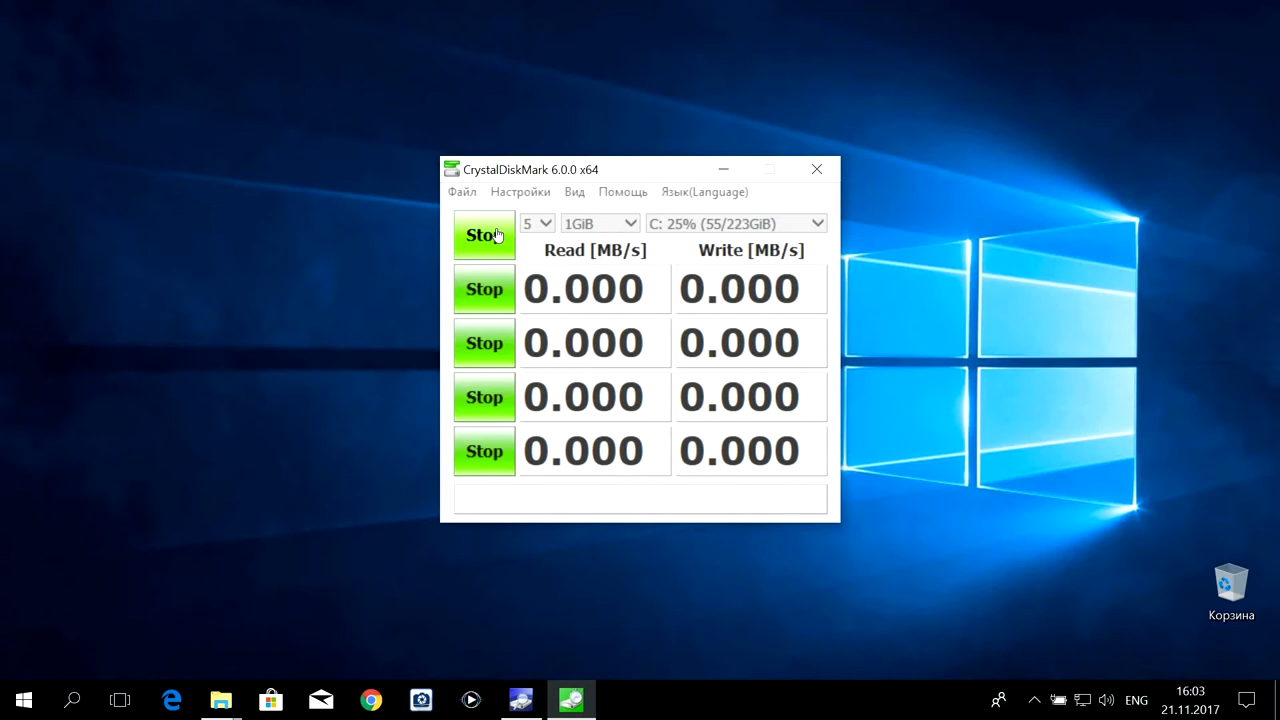 CrystalDiskMark 6.0.0 x64
Файл Настройки Вид Помощь Язык(Language)
Stop 5 1GiB C: 25% (55/223GiB)
Read [MB/s] Write [MB/s]
Stop 0.000 0.000
Stop 0.000 0.000
Stop 0.000 0.000
Stop 0.000 0.000
Корзина
ENG 16:03
21.11.2017